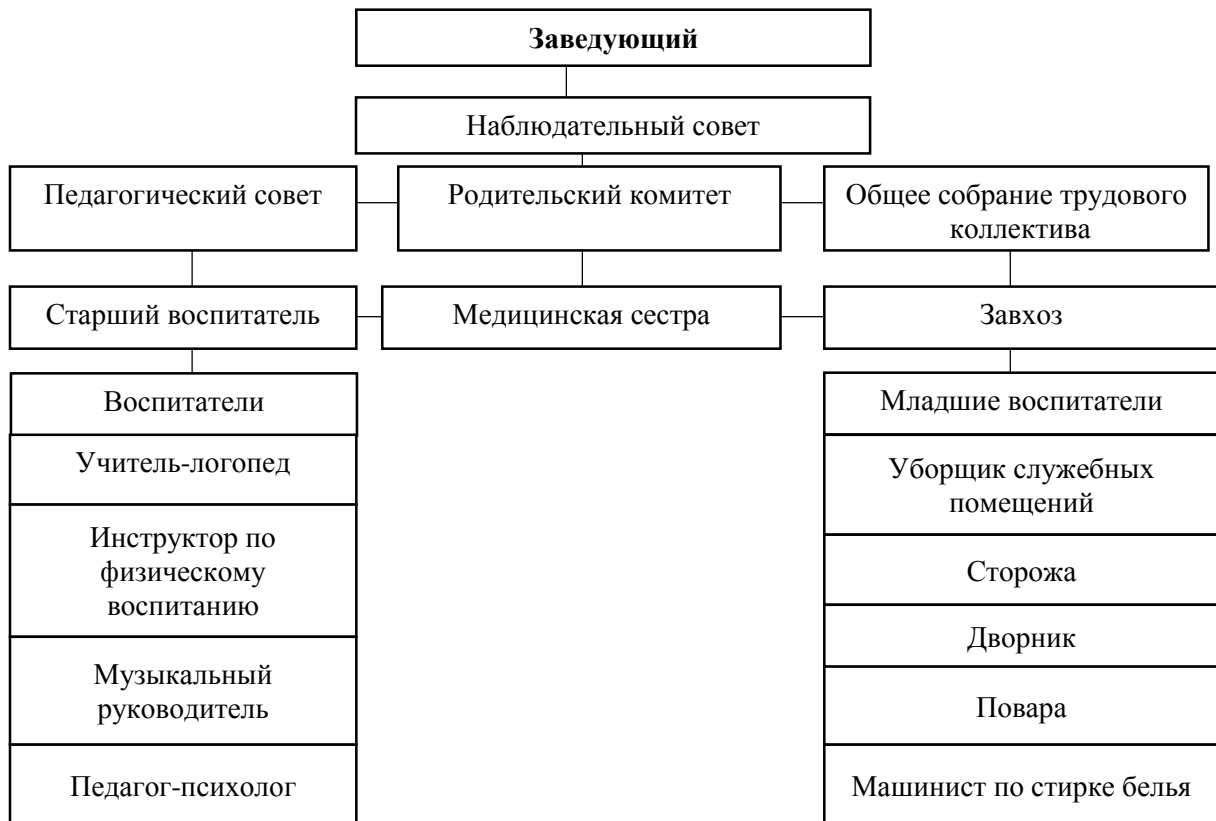 Заведующий
Наблюдательный совет
Педагогический совет
Родительский комитет
Общее собрание трудового
коллектива
Старший воспитатель
Медицинская сестра
Завхоз
Воспитатели
Учитель-логопед
Инструктор по
физическому
воспитанию
Музыкальный
руководитель
Педагог-психолог
Младшие воспитатели
Уборщик служебных
помещений
Сторожа
Дворник
Повара
Машинист по стирке белья